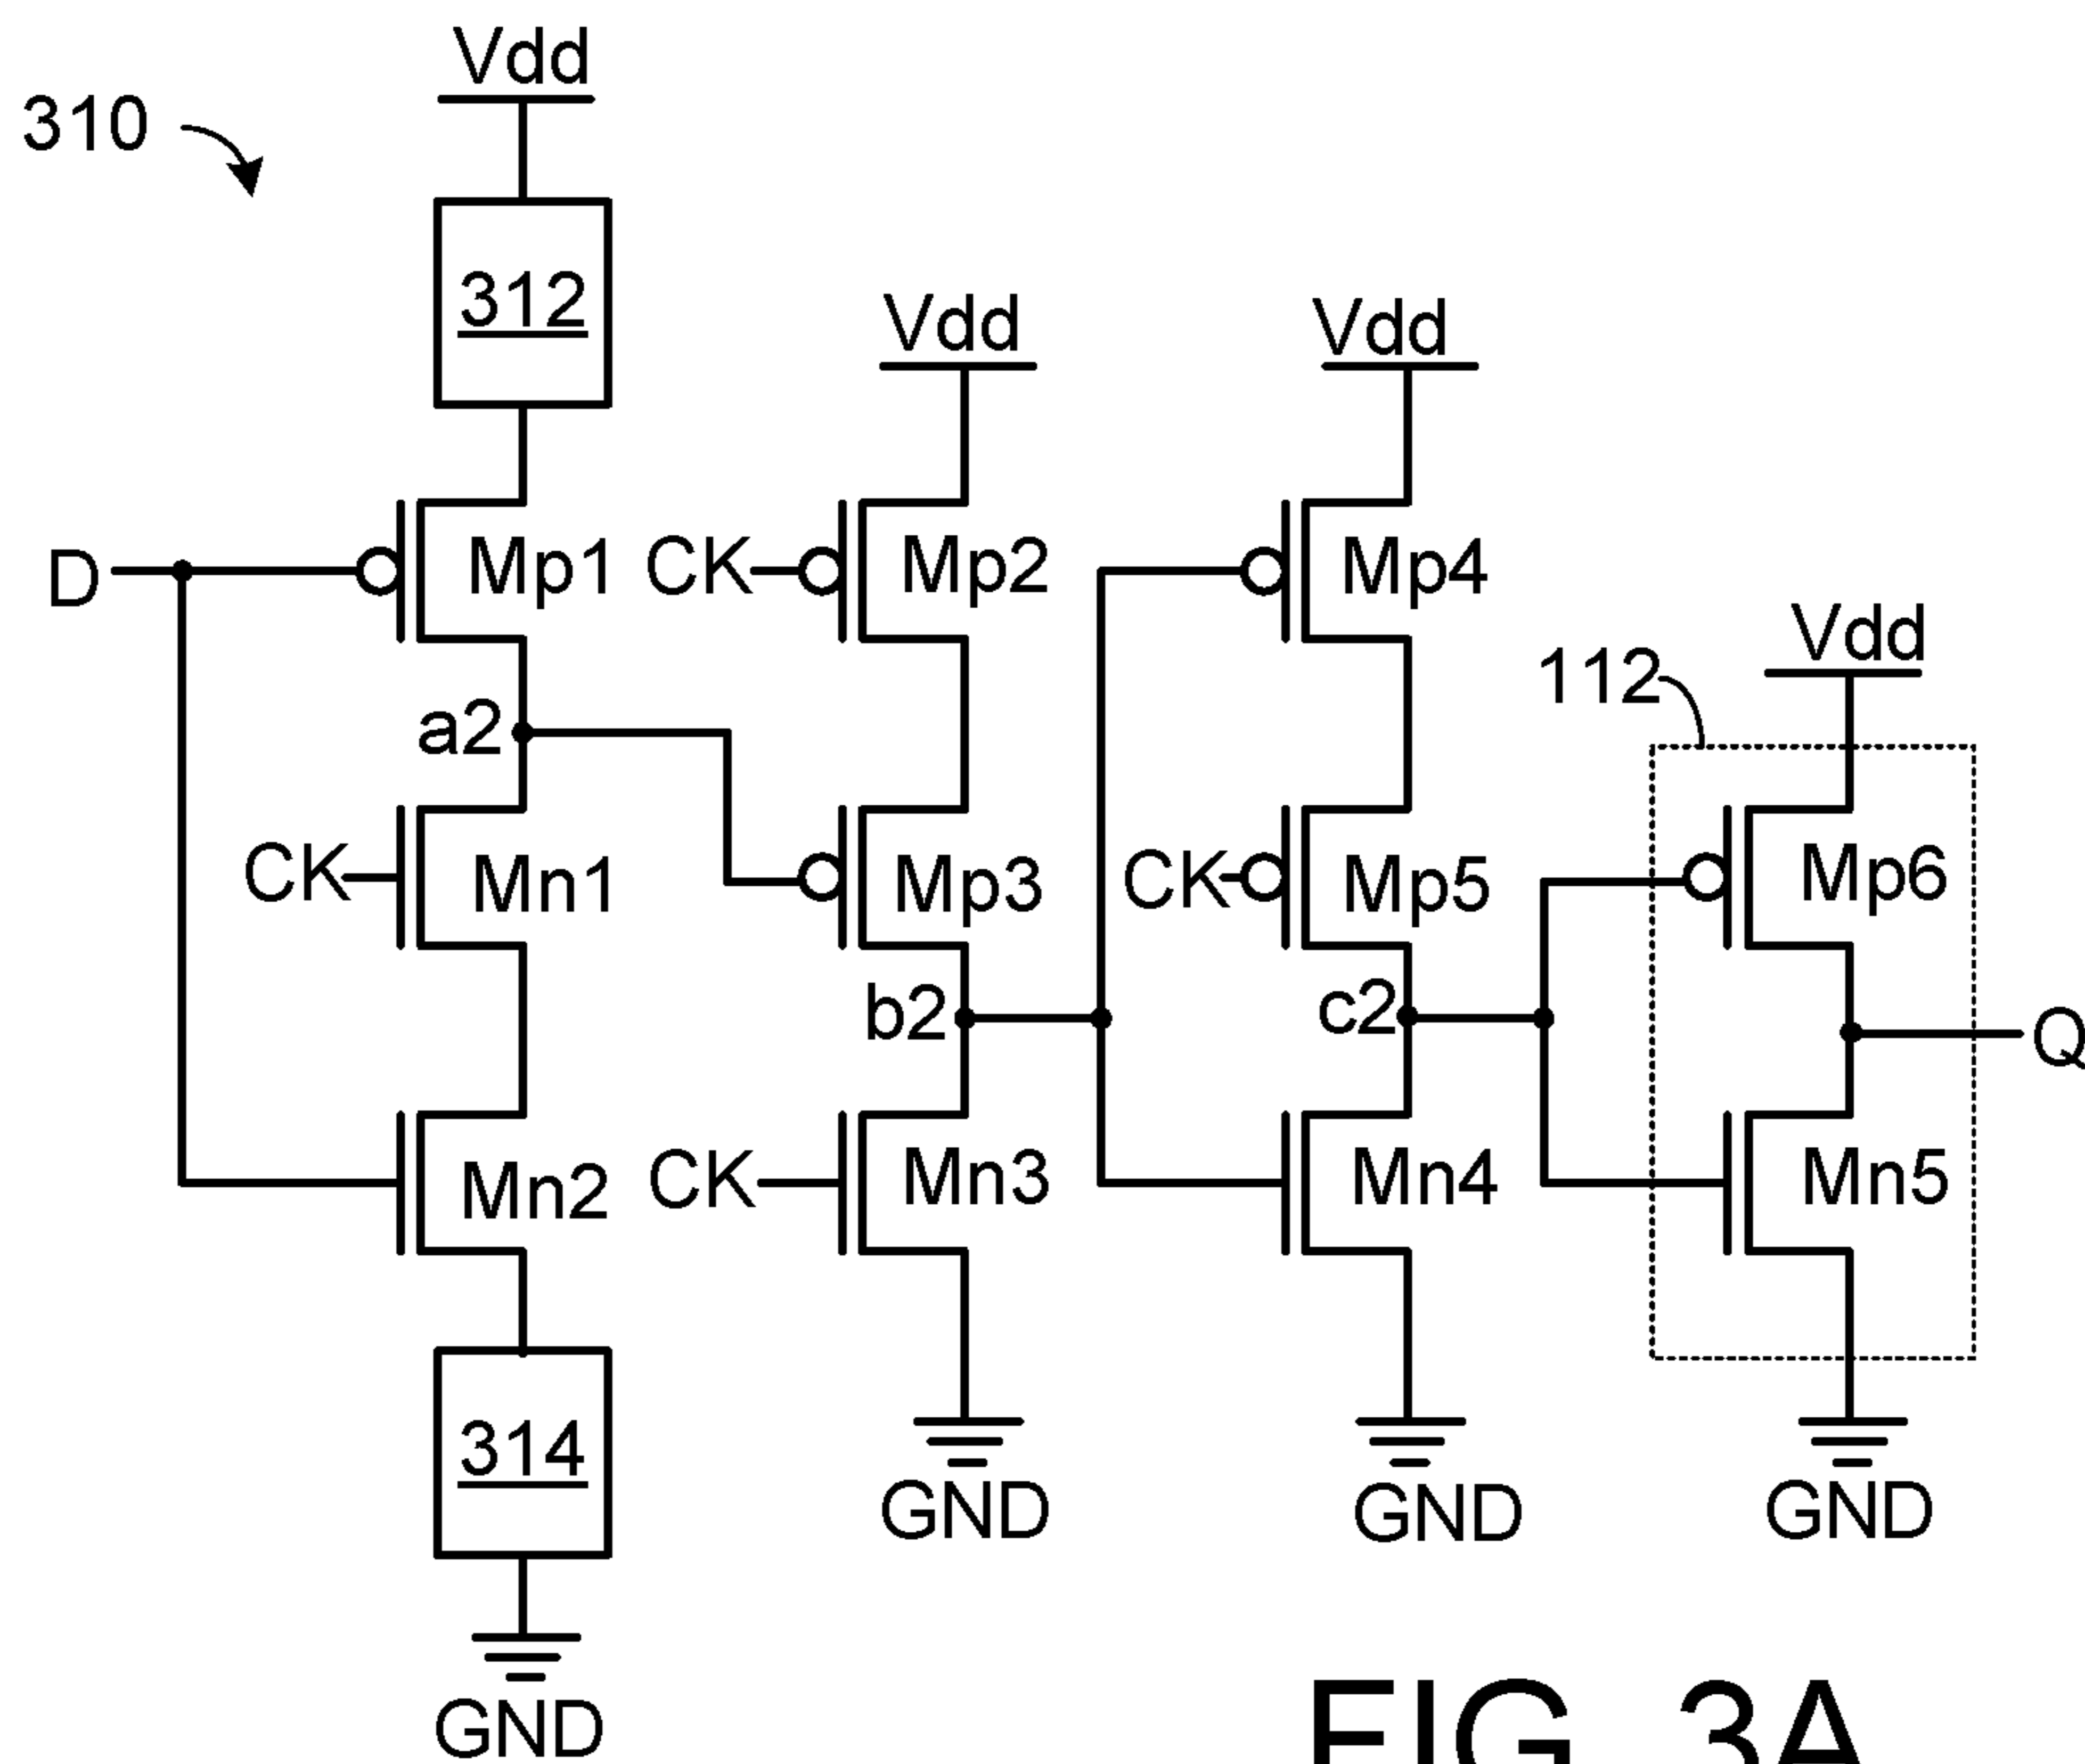 Vdd
310
312
Vdd
Vdd
D
Mp1
CK
Mp2
Mp4
Vdd
112
a2
CK
Mn1
Mp3
CK
Mp5
Mp6
b2
c2
Q
Mn2
CK
Mn3
Mn4
Mn5
314
GND
GND
GND
GND
FIG. 3A